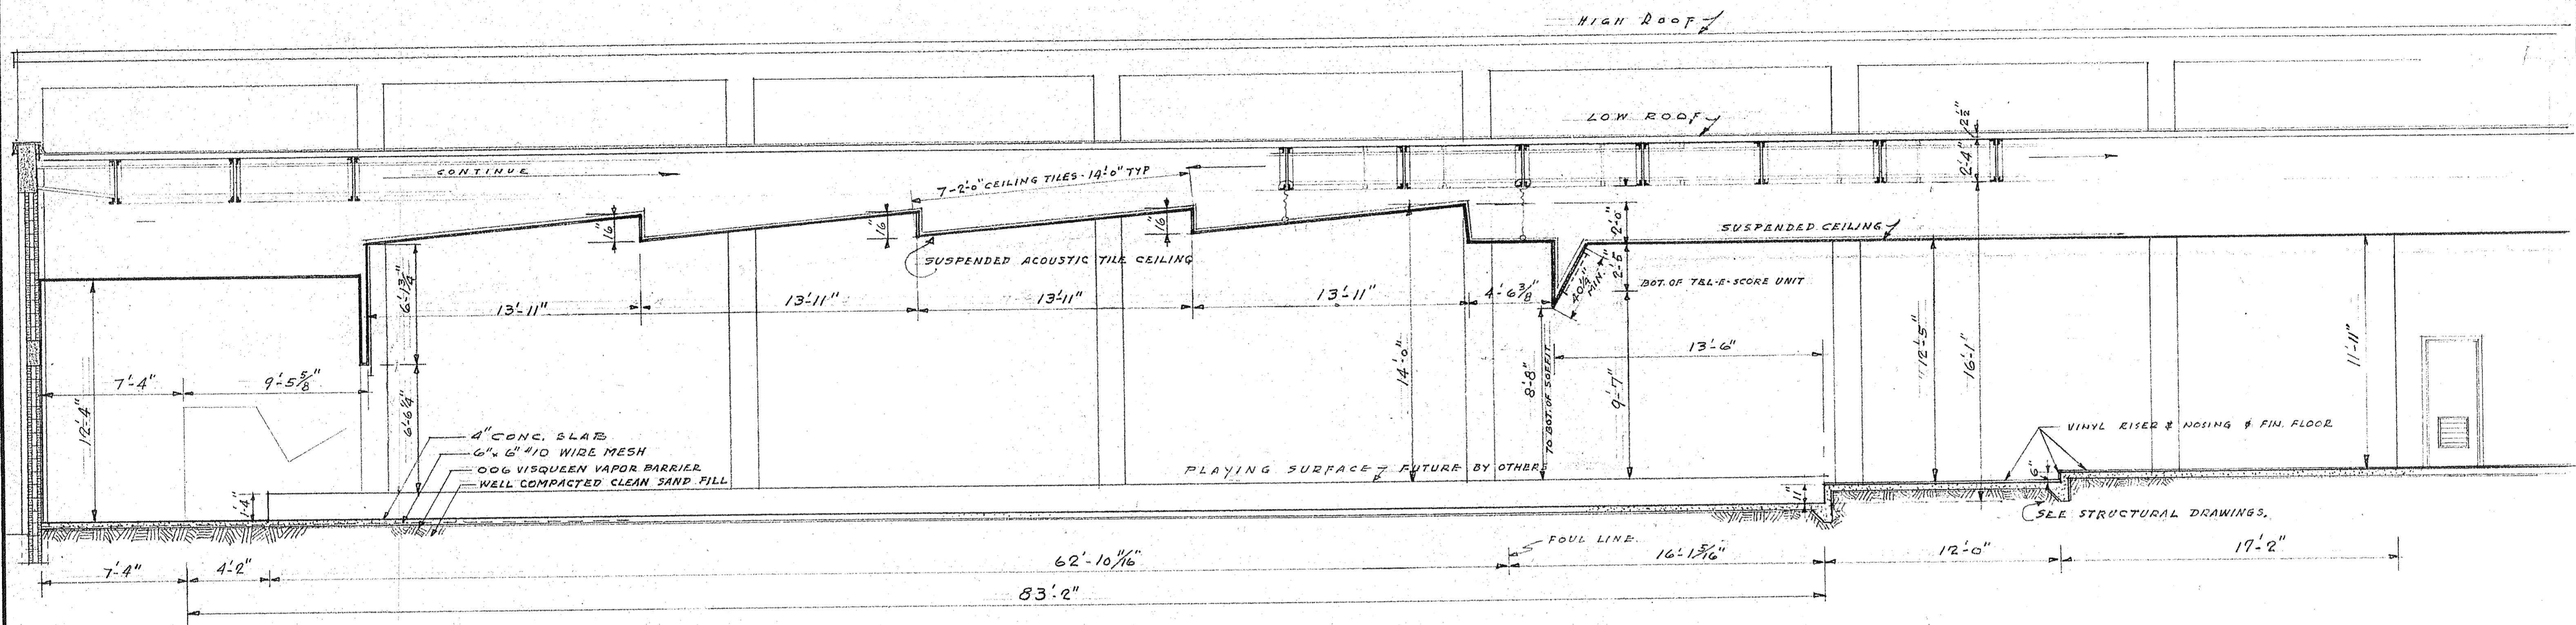 HIGH ROOF
LOW ROOF
2½"
2'-4"
CONTINUE
7-2'-0" CEILING TILES - 14'-0" TYP
16"
16"
16"
2'-0"
SUSPENDED CEILING
SUSPENDED ACOUSTIC TILE CEILING
40¼" MIN.
2'-5"
BOT. OF TEL-E-SCORE UNIT
6'-1¾"
13'-11"
13'-11"
13'-11"
13'-11"
4'-6⅜"
13'-6"
7'-4"
9'-5⅝"
12'-4"
6'-6¼"
14'-0"
8'-8"
TO BOT. OF SOFFIT
9'-7"
12'-5"
16'-1"
11'-11"
4" CONC. SLAB
6" x 6" #10 WIRE MESH
.006 VISQUEEN VAPOR BARRIER
WELL COMPACTED CLEAN SAND FILL
PLAYING SURFACE - FUTURE BY OTHERS
VINYL RISER & NOSING & FIN. FLOOR
1'-4"
11"
6"
SEE STRUCTURAL DRAWINGS.
FOUL LINE.
7'-4"
4'-2"
62'-10 11/16"
16'-1 5/16"
12'-0"
17'-2"
83'-2"